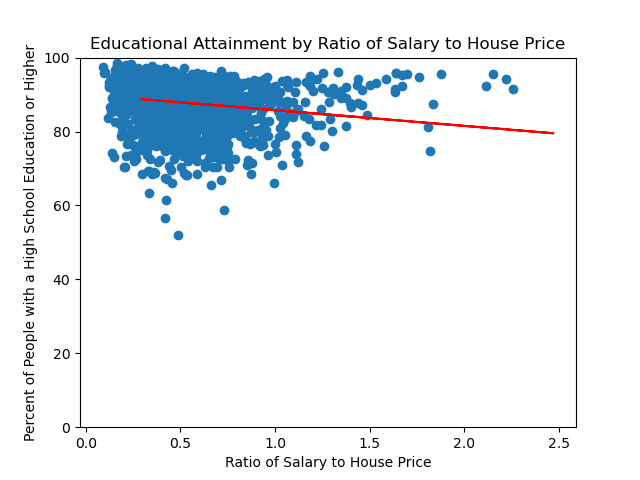 Educational Attainment by Ratio of Salary to House Price
Percent of People with a High School Education or Higher
100
80
60
40
20
0
0.0 0.5 1.0 1.5 2.0 2.5
Ratio of Salary to House Price